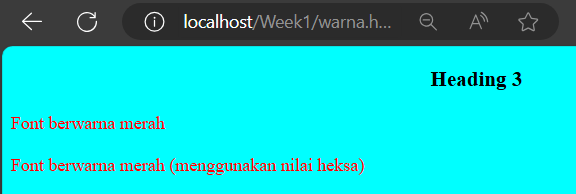 localhost/Week1/warna.h...
Heading 3
Font berwarna merah
Font berwarna merah (menggunakan nilai heksa)